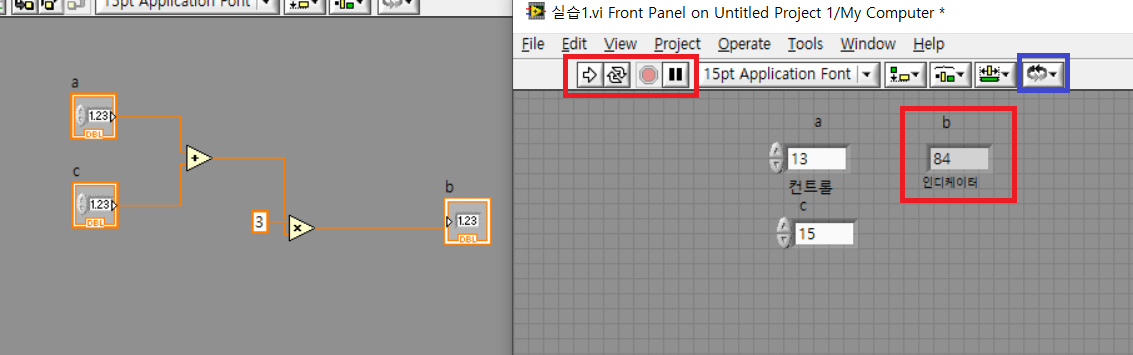 15pt Application Font
a
1.23
DBL
+
c
1.23
DBL
3
×
b
1.23
DBL
실습1.vi Front Panel on Untitled Project 1/My Computer *
File Edit View Project Operate Tools Window Help
15pt Application Font
a b
13 84
컨트롤 인디케이터
c
15